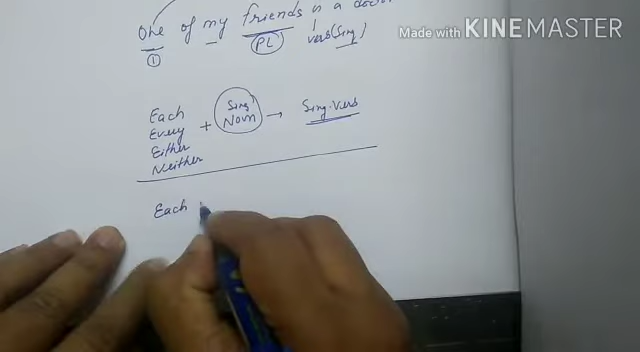 Made with KINEMASTER
One of my friends is a doctor
① PL verb (Sing)
Each
Every
Either
Neither
+ Sing Noun → Sing. Verb
Each